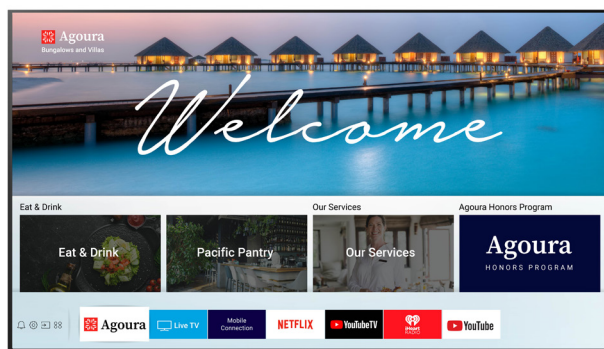 Agoura
Bungalows and Villas
Welcome
Eat & Drink
Our Services
Agoura Honors Program
Eat & Drink
Pacific Pantry
Our Services
Agoura
HONORS PROGRAM
Agoura
Live TV
Mobile
Connection
NETFLIX
YouTubeTV
iHeart
RADIO
YouTube